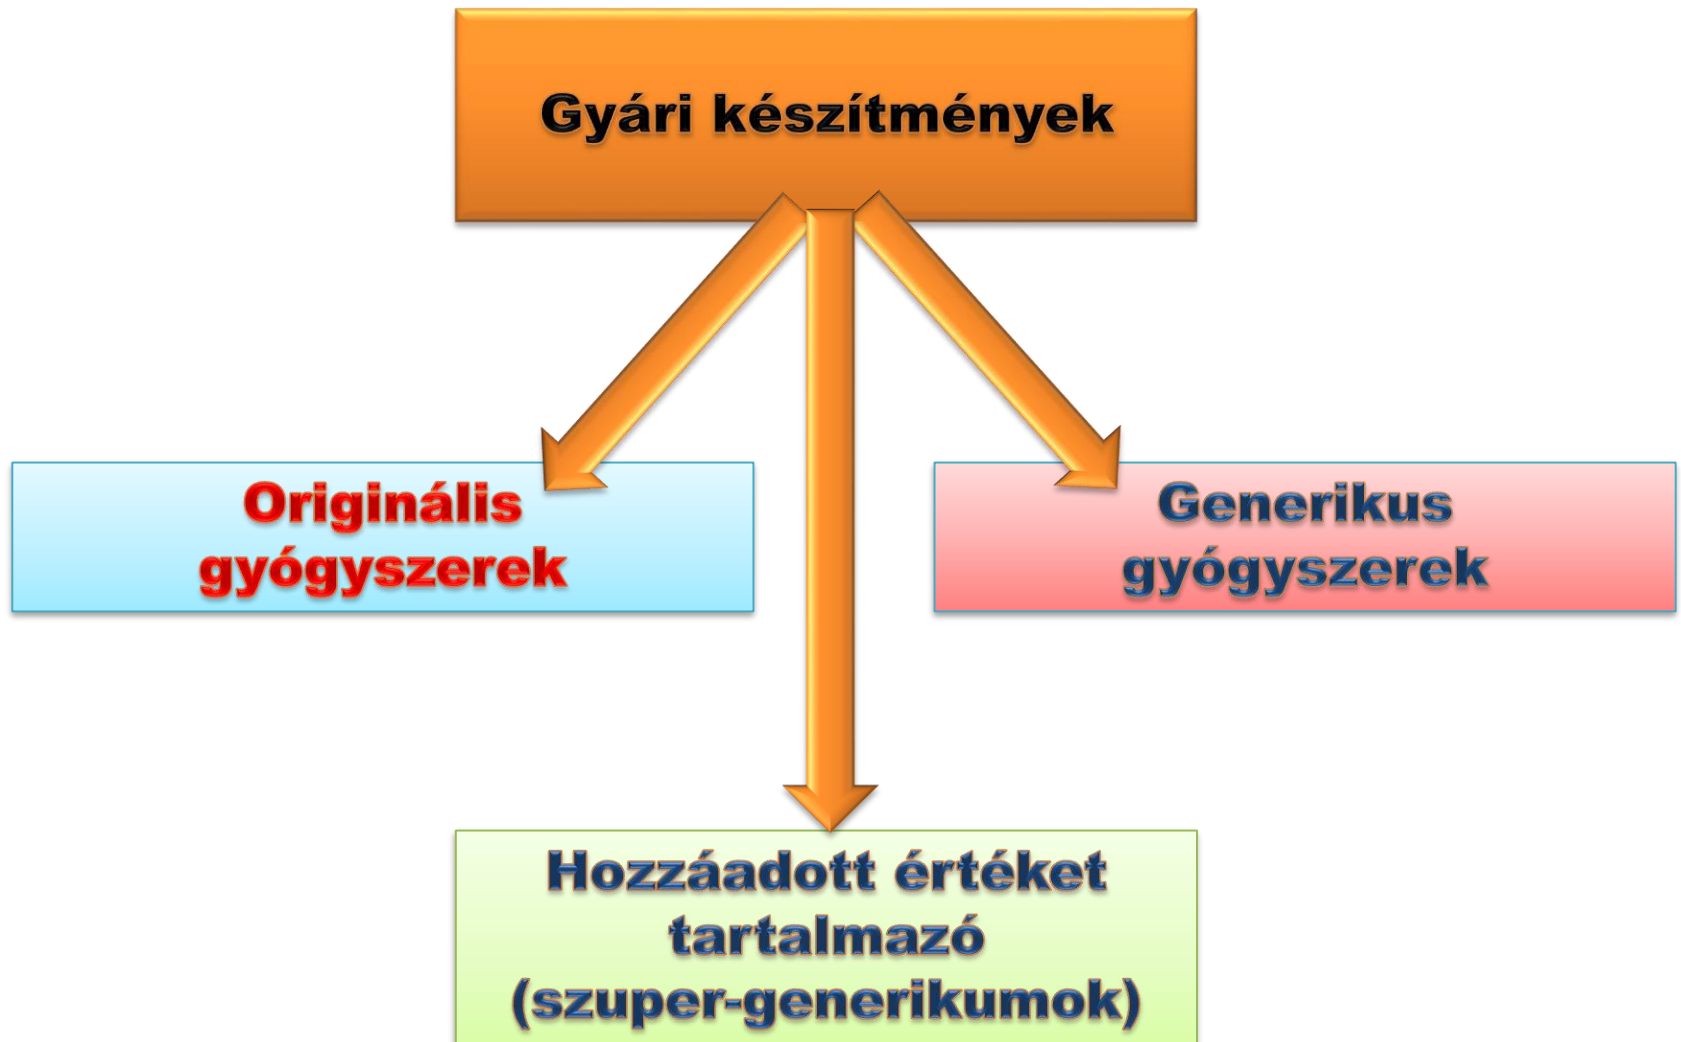 Gyári készítmények
Originális
gyógyszerek
Generikus
gyógyszerek
Hozzáadott értéket
tartalmazó
(szuper-generikumok)